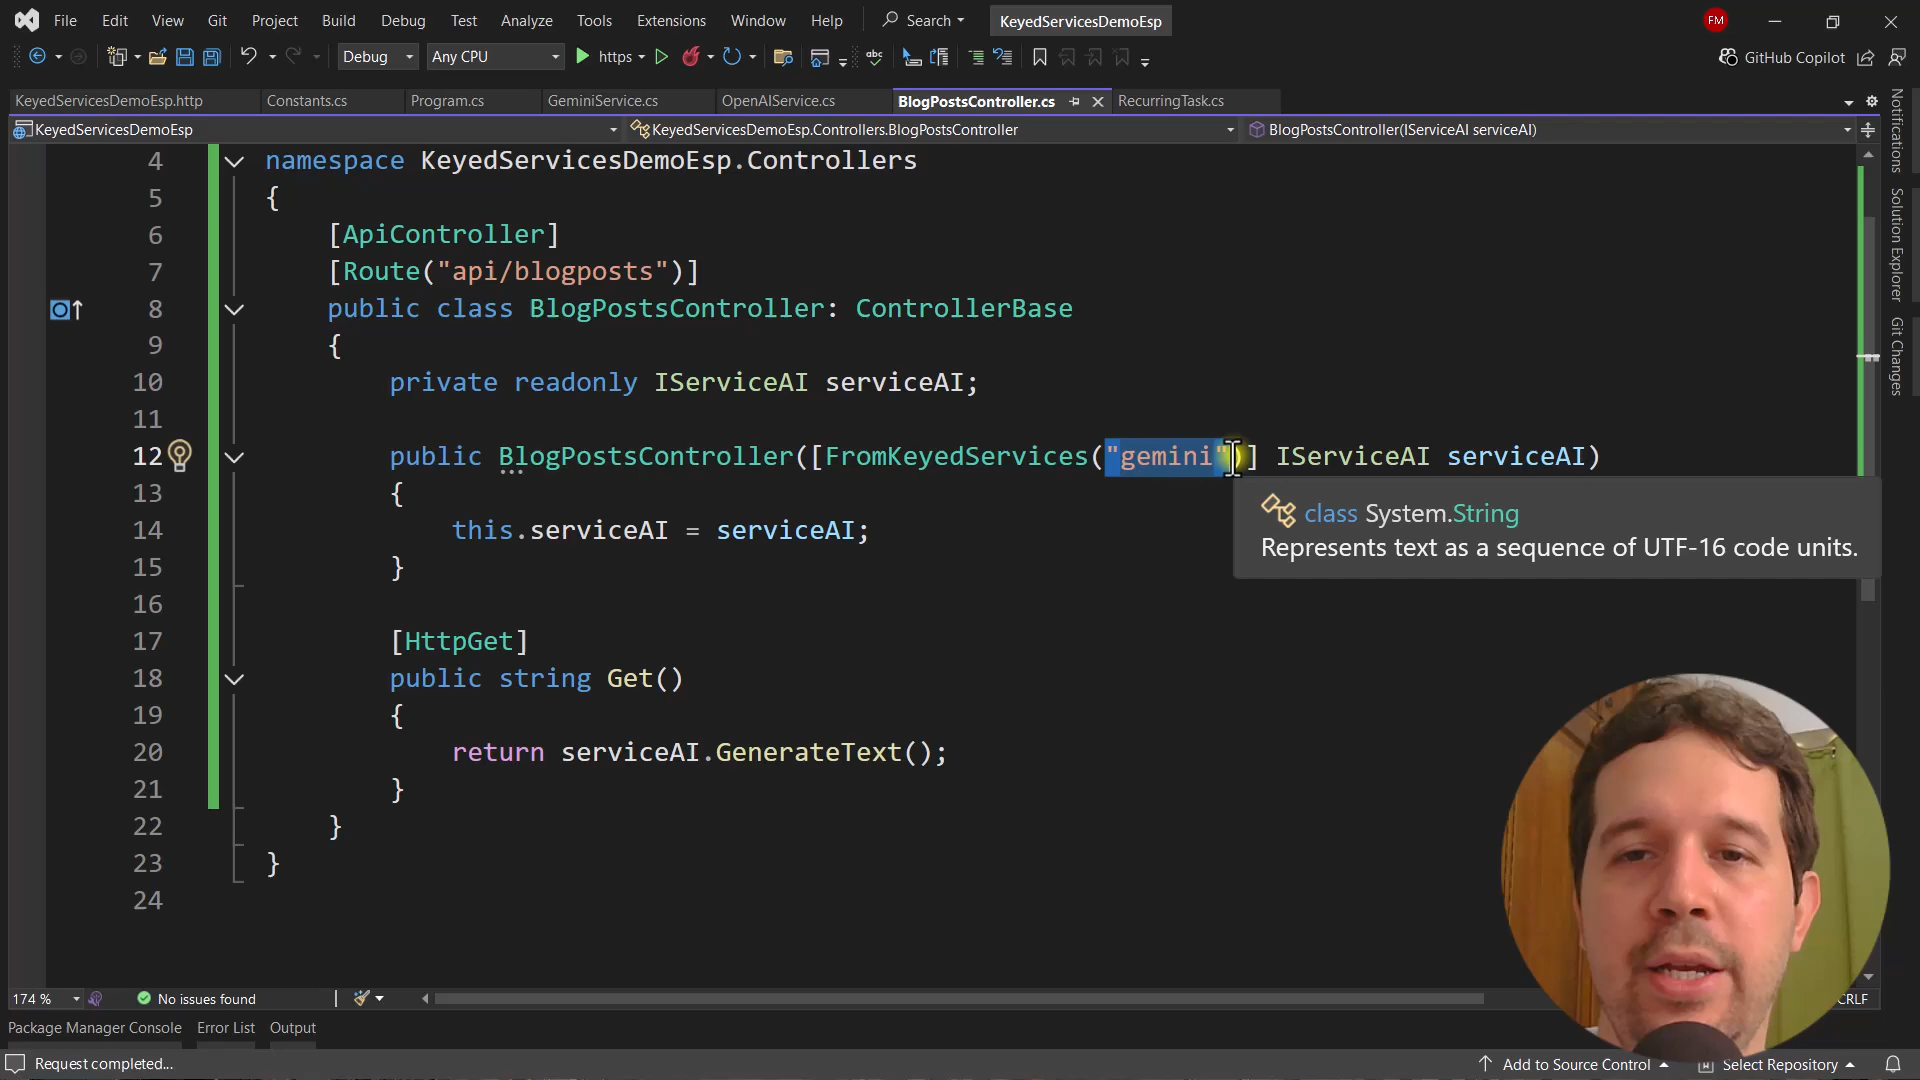 File Edit View Git Project Build Debug Test Analyze Tools Extensions Window Help Search KeyedServicesDemoEsp FM
Debug Any CPU https abc GitHub Copilot
KeyedServicesDemoEsp.http Constants.cs Program.cs GeminiService.cs OpenAIService.cs BlogPostsController.cs RecurringTask.cs
KeyedServicesDemoEsp KeyedServicesDemoEsp.Controllers.BlogPostsController BlogPostsController(IServiceAI serviceAI)
4 namespace KeyedServicesDemoEsp.Controllers
5 {
6 [ApiController]
7 [Route("api/blogposts")]
8 public class BlogPostsController: ControllerBase
9 {
10 private readonly IServiceAI serviceAI;
11
12 public BlogPostsController([FromKeyedServices("gemini")] IServiceAI serviceAI)
13 {
class System.String
Represents text as a sequence of UTF-16 code units.
14 this.serviceAI = serviceAI;
15 }
16
17 [HttpGet]
18 public string Get()
19 {
20 return serviceAI.GenerateText();
21 }
22 }
23 }
24
Notifications
Solution Explorer
Git Changes
174 % No issues found CRLF
Package Manager Console Error List Output
Request completed... Add to Source Control Select Repository